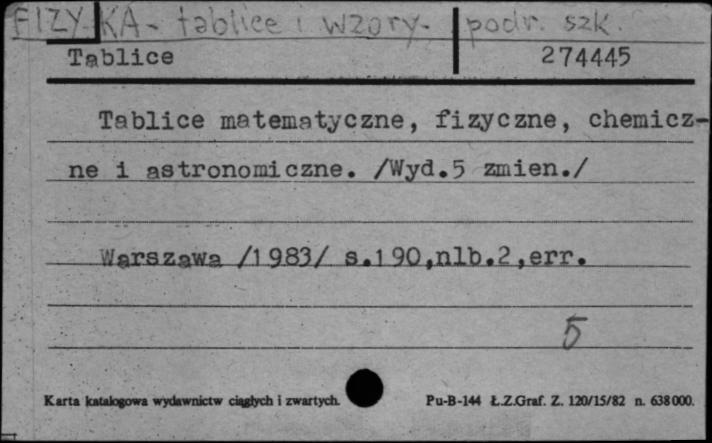 FIZYKA - tablice i wzory - podr. szk.
Tablice 274445
Tablice matematyczne, fizyczne, chemicz-
ne i astronomiczne. /Wyd.5 zmien./
Warszawa /1983/ s.190,nlb.2,err.
5
Karta katalogowa wydawnictw ciągłych i zwartych. Pu-B-144 Ł.Z.Graf. Z. 120/15/82 n. 638000.